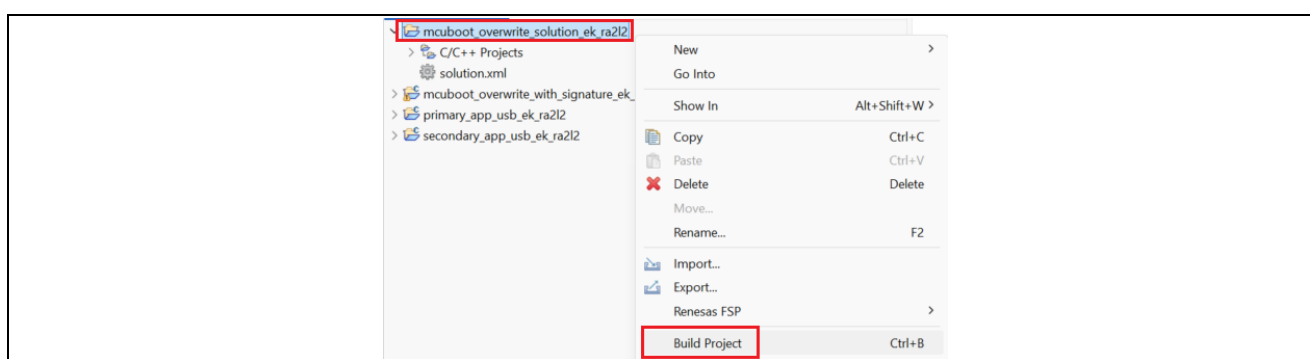 mcuboot_overwrite_solution_ek_ra2l2
C/C++ Projects
solution.xml
mcuboot_overwrite_with_signature_ek_
primary_app_usb_ek_ra2l2
secondary_app_usb_ek_ra2l2
New
Go Into
Show In Alt+Shift+W >
Copy Ctrl+C
Paste Ctrl+V
Delete Delete
Move...
Rename... F2
Import...
Export...
Renesas FSP
Build Project Ctrl+B